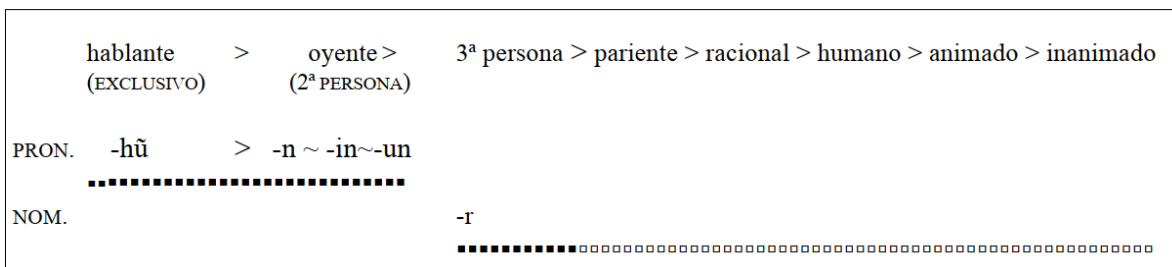 hablante > oyente > 3ª persona > pariente > racional > humano > animado > inanimado
(EXCLUSIVO) (2ª PERSONA)
PRON. -hũ > -n ~ -in~-un
NOM. -r